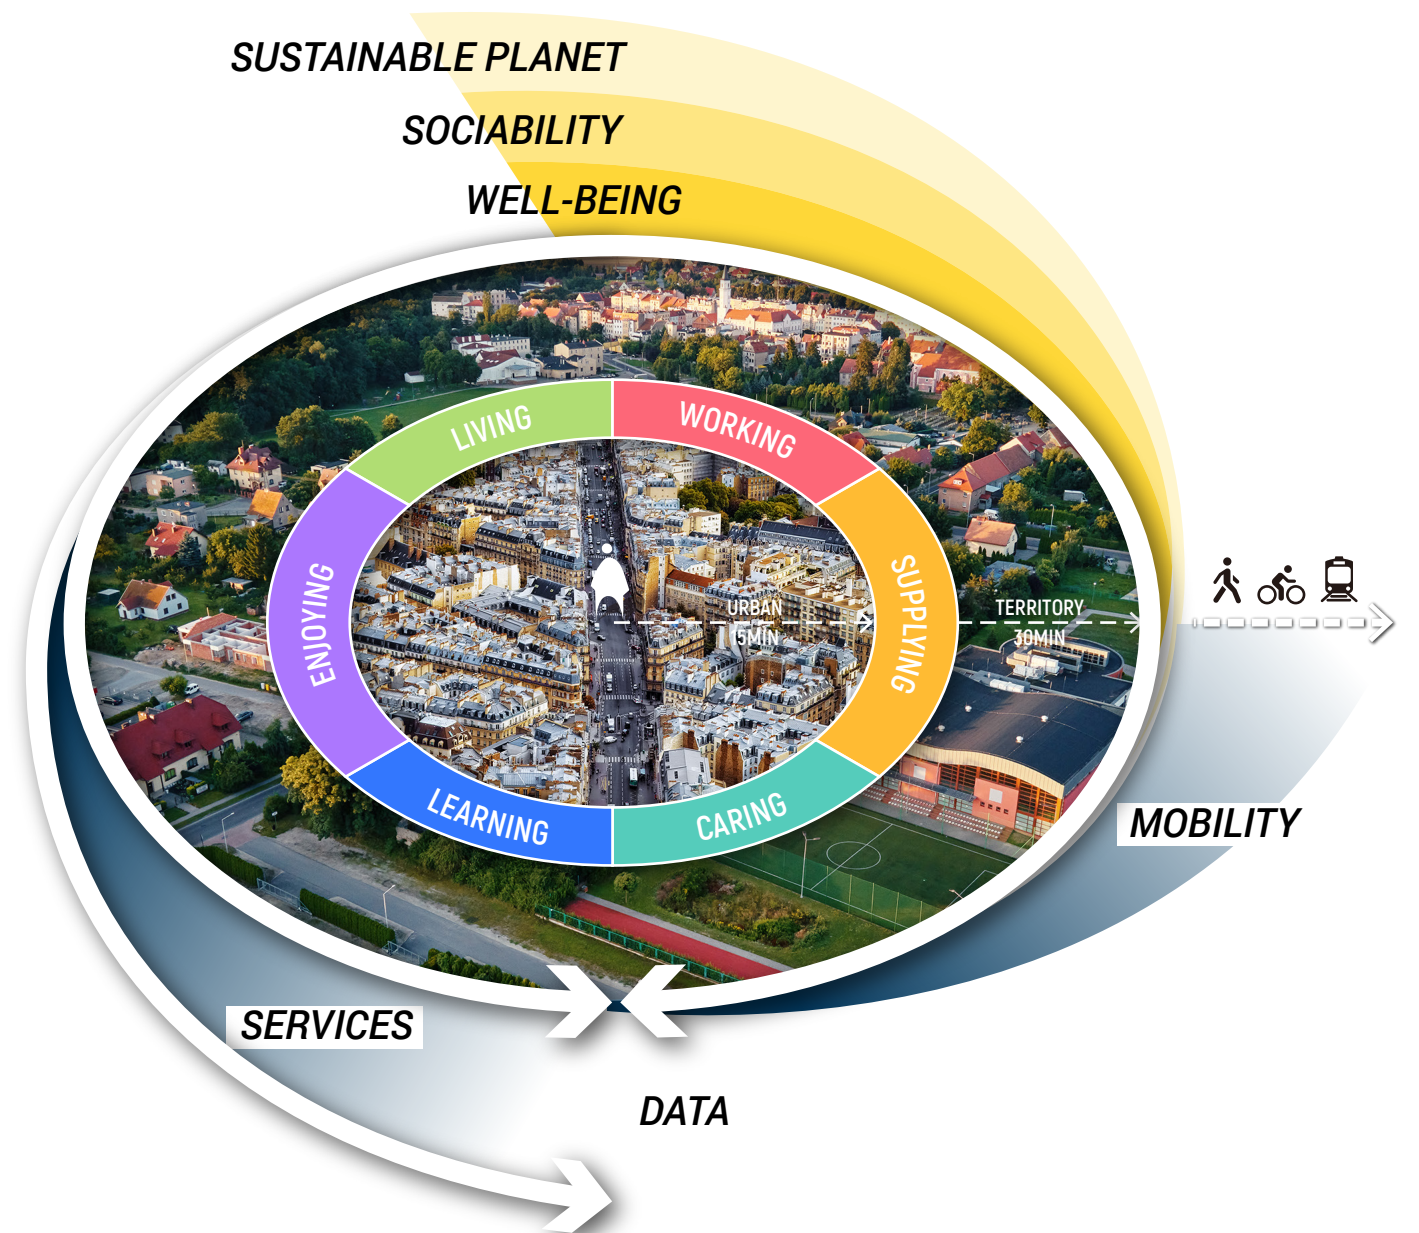 SUSTAINABLE PLANET
SOCIABILITY
WELL-BEING
LIVING
WORKING
ENJOYING
SUPPLYING
URBAN
15MIN
TERRITORY
30MIN
LEARNING
CARING
MOBILITY
SERVICES
DATA